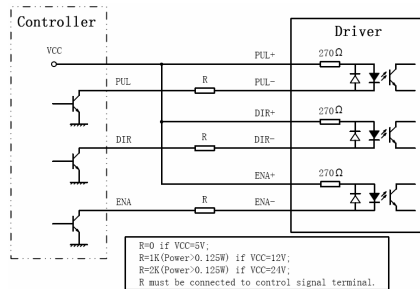 Controller
Driver
VCC
PUL+
270Ω
PUL
R
PUL-
DIR+
270Ω
DIR
R
DIR-
ENA+
270Ω
ENA
R
ENA-
R=0 if VCC=5V;
R=1K(Power>0.125W) if VCC=12V;
R=2K(Power>0.125W) if VCC=24V;
R must be connected to control signal terminal.